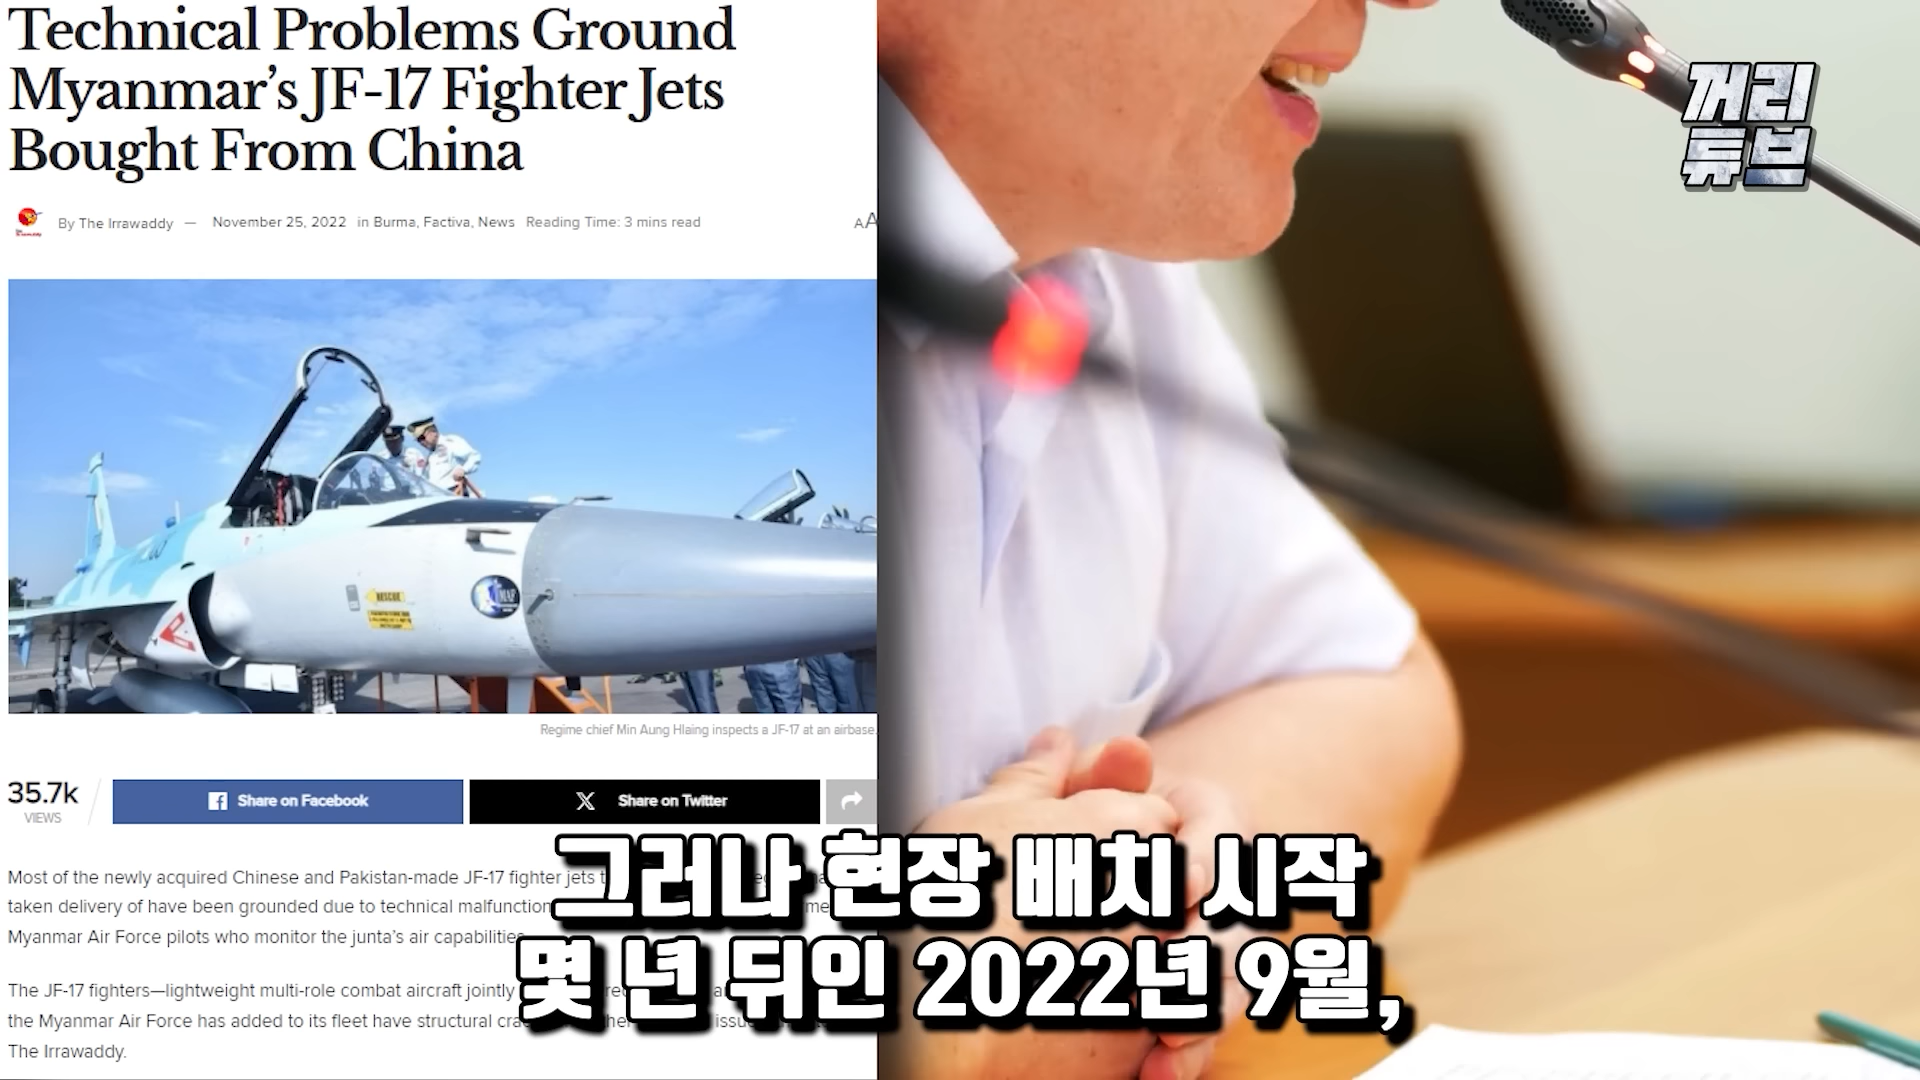 Technical Problems Ground
Myanmar's JF-17 Fighter Jets
Bought From China
By The Irrawaddy — November 25, 2022 in Burma, Factiva, News Reading Time: 3 mins read
A A
RESCUE
Regime chief Min Aung Hlaing inspects a JF-17 at an airbase.
35.7k
VIEWS
Share on Facebook
Share on Twitter
Most of the newly acquired Chinese and Pakistan-made JF-17 fighter jets
taken delivery of have been grounded due to technical malfunction
Myanmar Air Force pilots who monitor the junta's air capabilities
The JF-17 fighters—lightweight multi-role combat aircraft jointly
the Myanmar Air Force has added to its fleet have structural
The Irrawaddy.
꺼리
튜브
그러나 현장 배치 시작
몇 년 뒤인 2022년 9월,